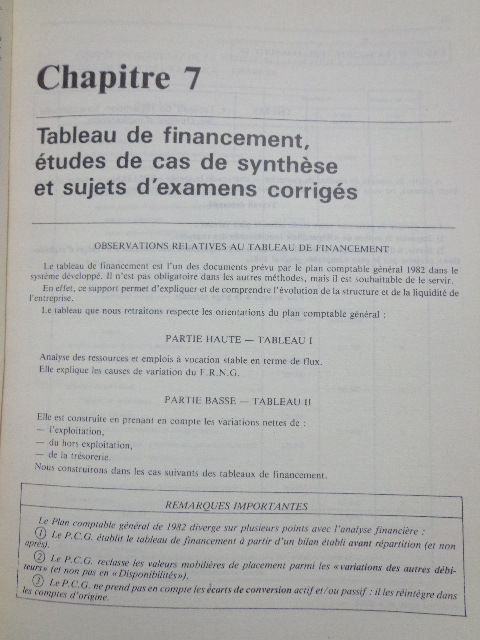 Chapitre 7
Tableau de financement,
études de cas de synthèse
et sujets d'examens corrigés
OBSERVATIONS RELATIVES AU TABLEAU DE FINANCEMENT
Le tableau de financement est l'un des documents prévu par le plan comptable général 1982 dans le
système développé. Il n'est pas obligatoire dans les autres méthodes, mais il est souhaitable de le servir.
En effet, ce support permet d'expliquer et de comprendre l'évolution de la structure et de la liquidité de
l'entreprise.
Le tableau que nous retraitons respecte les orientations du plan comptable général :
PARTIE HAUTE — TABLEAU I
Analyse des ressources et emplois à vocation stable en terme de flux.
Elle explique les causes de variation du F.R.N.G.
PARTIE BASSE — TABLEAU II
Elle est construite en prenant en compte les variations nettes de :
— l'exploitation,
— du hors exploitation,
— de la trésorerie.
Nous construirons dans les cas suivants des tableaux de financement.
REMARQUES IMPORTANTES
Le Plan comptable général de 1982 diverge sur plusieurs points avec l'analyse financière :
① Le P.C.G. établit le tableau de financement à partir d'un bilan établi avant répartition (et non
après).
② Le P.C.G. reclasse les valeurs mobilières de placement parmi les «variations des autres débi-
teurs» (et non pas en «Disponibilités»).
③ Le P.C.G. ne prend pas en compte les écarts de conversion actif et/ou passif : il les réintègre dans
les comptes d'origine.